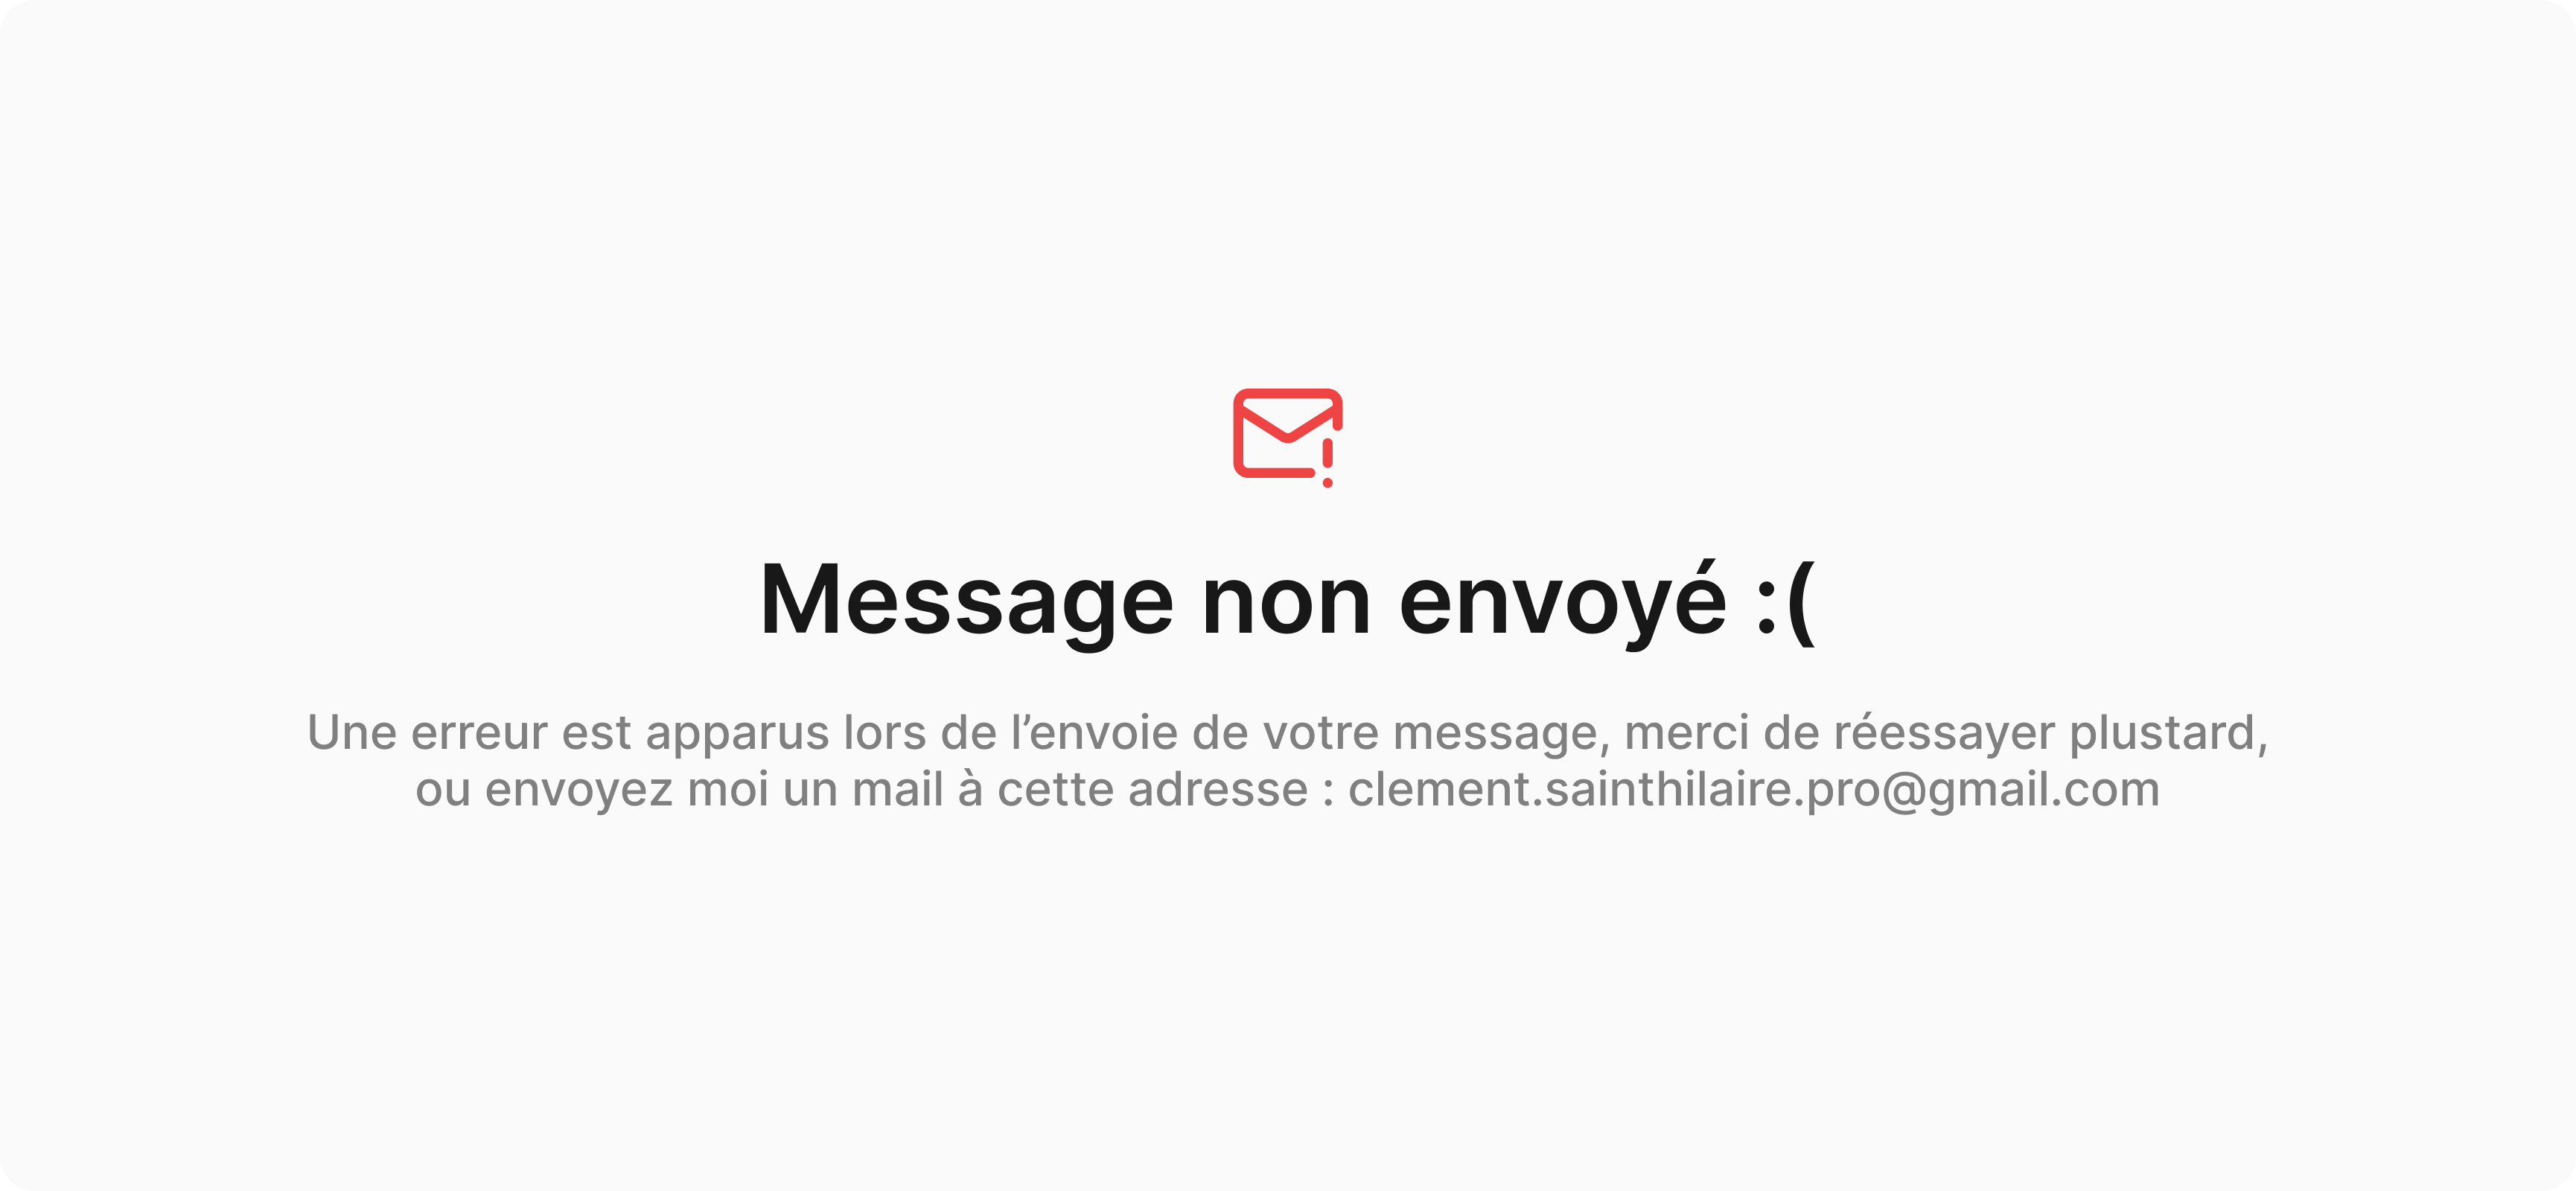 Message non envoyé :(
Une erreur est apparus lors de l’envoie de votre message, merci de réessayer plustard,
ou envoyez moi un mail à cette adresse : clement.sainthilaire.pro@gmail.com